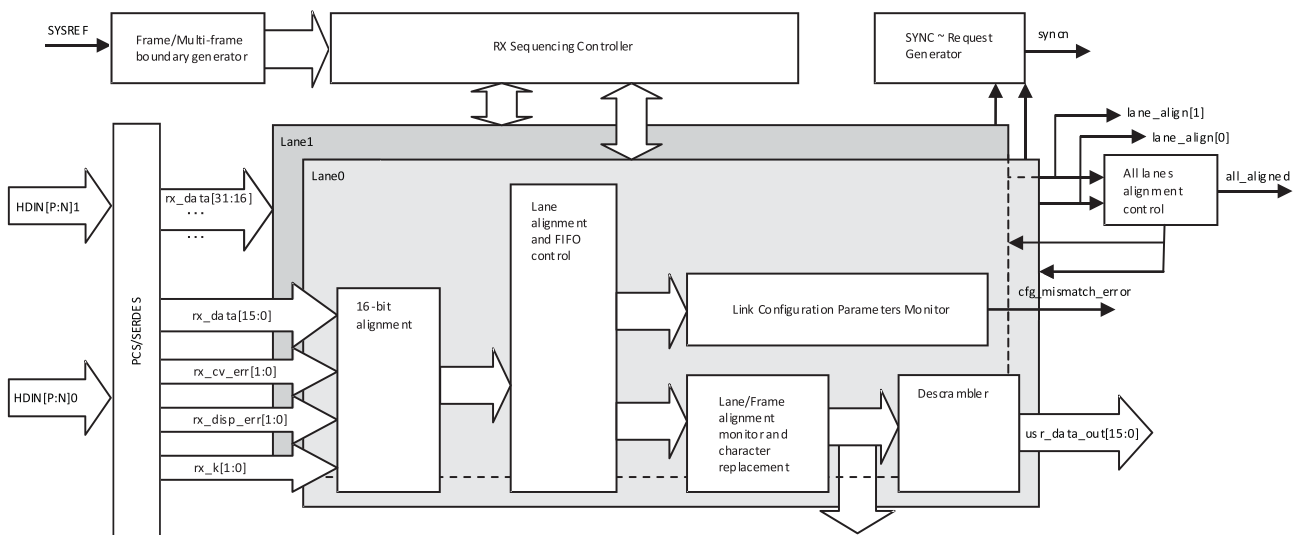 SYSREF
Frame/Multi-frame
boundary generator
RX Sequencing Controller
SYNC ~ Request
Generator
syncn
Lane1
Lane0
lane_align[1]
lane_align[0]
All lanes
alignment
control
all_aligned
HDIN[P:N]1
rx_data[31:16]
...
...
PCS/SERDES
Lane
alignment
and FIFO
control
16-bit
alignment
rx_data[15:0]
rx_cv_err[1:0]
rx_disp_err[1:0]
rx_k[1:0]
HDIN[P:N]0
Link Configuration Parameters Monitor
cfg_mismatch_error
Lane/Frame
alignment
monitor and
character
replacement
Descrambler
usr_data_out[15:0]